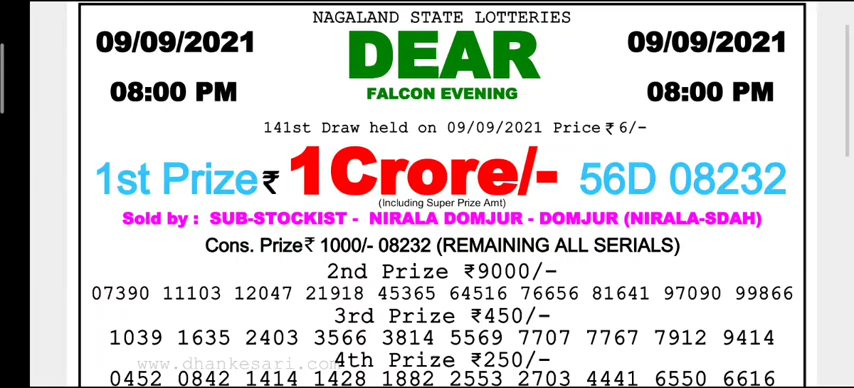 NAGALAND STATE LOTTERIES
09/09/2021 DEAR 09/09/2021
08:00 PM FALCON EVENING 08:00 PM
141st Draw held on 09/09/2021 Price ₹ 6/-
1st Prize ₹ 1Crore/- 56D 08232
(Including Super Prize Amt)
Sold by : SUB-STOCKIST - NIRALA DOMJUR - DOMJUR (NIRALA-SDAH)
Cons. Prize ₹ 1000/- 08232 (REMAINING ALL SERIALS)
2nd Prize ₹9000/-
07390 11103 12047 21918 45365 64516 76656 81641 97090 99866
3rd Prize ₹450/-
1039 1635 2403 3566 3814 5569 7707 7767 7912 9414
www.dhankesari.com 4th Prize ₹250/-
0452 0842 1414 1428 1882 2553 2703 4441 6550 6616